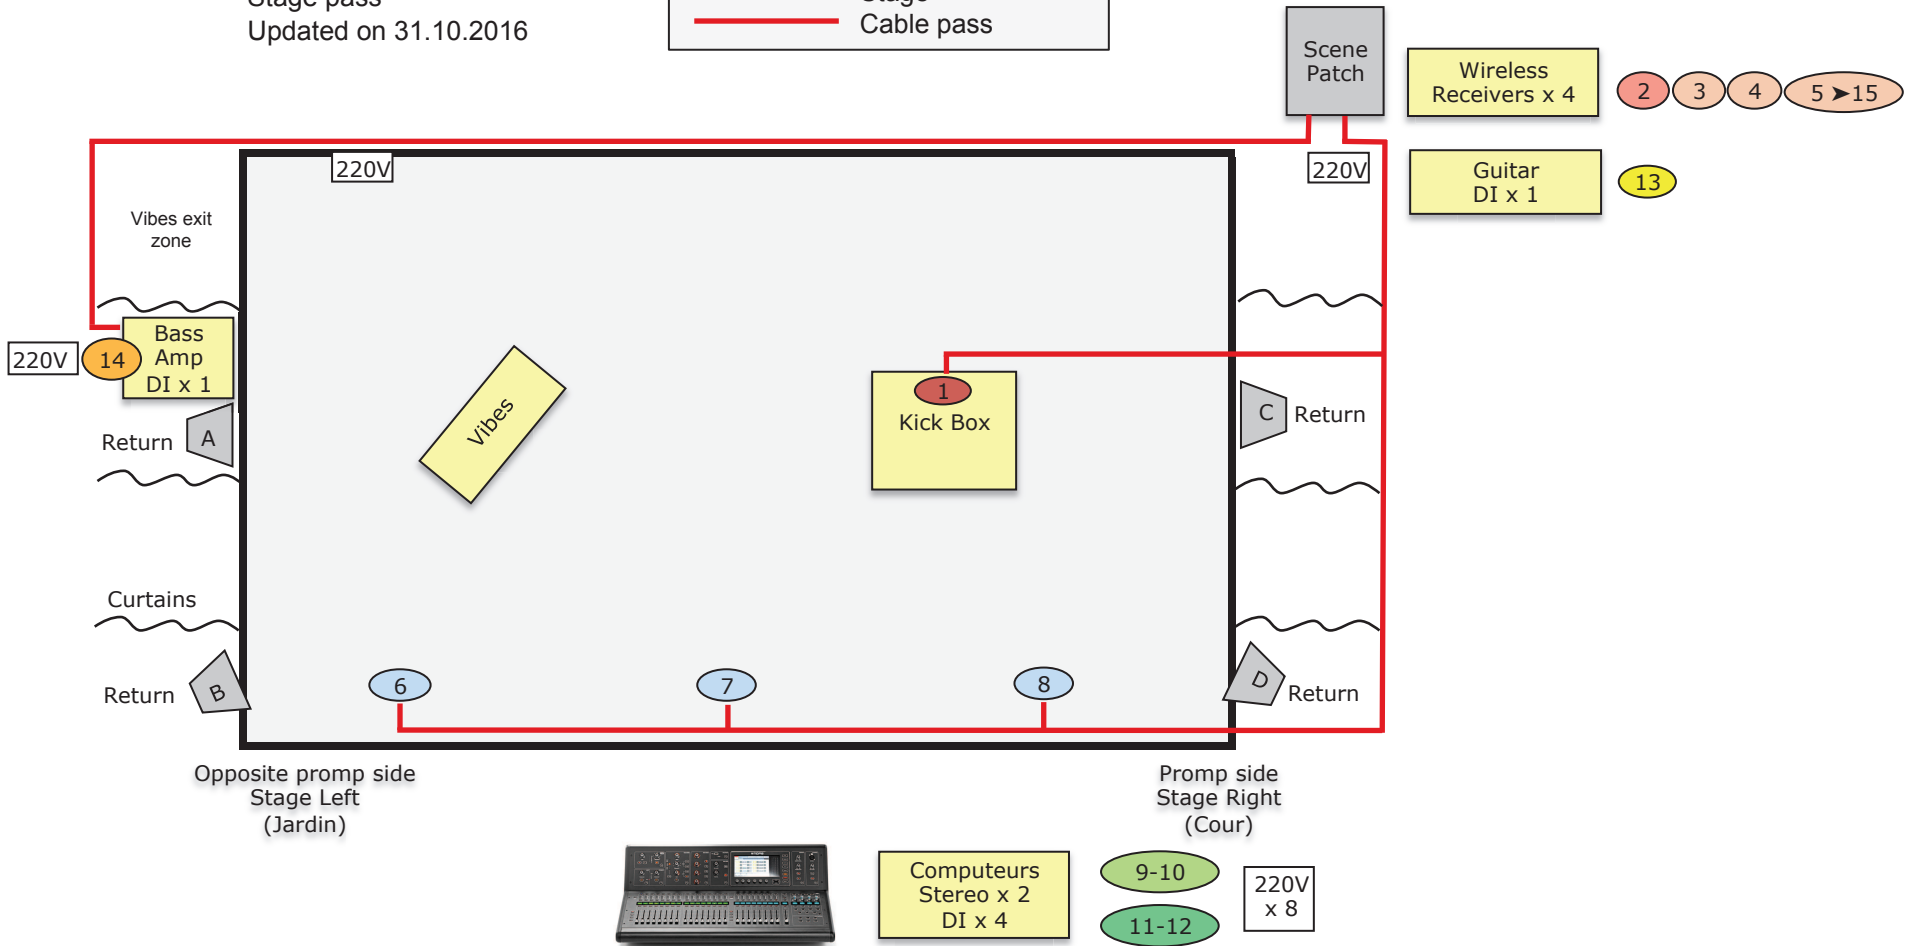 Stage pass
Updated on 31.10.2016
Stage
Cable pass
Scene
Patch
Wireless
Receivers x 4
2
3
4
5 ➤15
220V
220V
Guitar
DI x 1
13
Vibes exit
zone
Bass
Amp
DI x 1
220V
14
Vibes
1
Kick Box
Return
A
C
Return
Curtains
Return
B
6
7
8
D
Return
Opposite promp side
Stage Left
(Jardin)
Promp side
Stage Right
(Cour)
Computeurs
Stereo x 2
DI x 4
9-10
11-12
220V
x 8